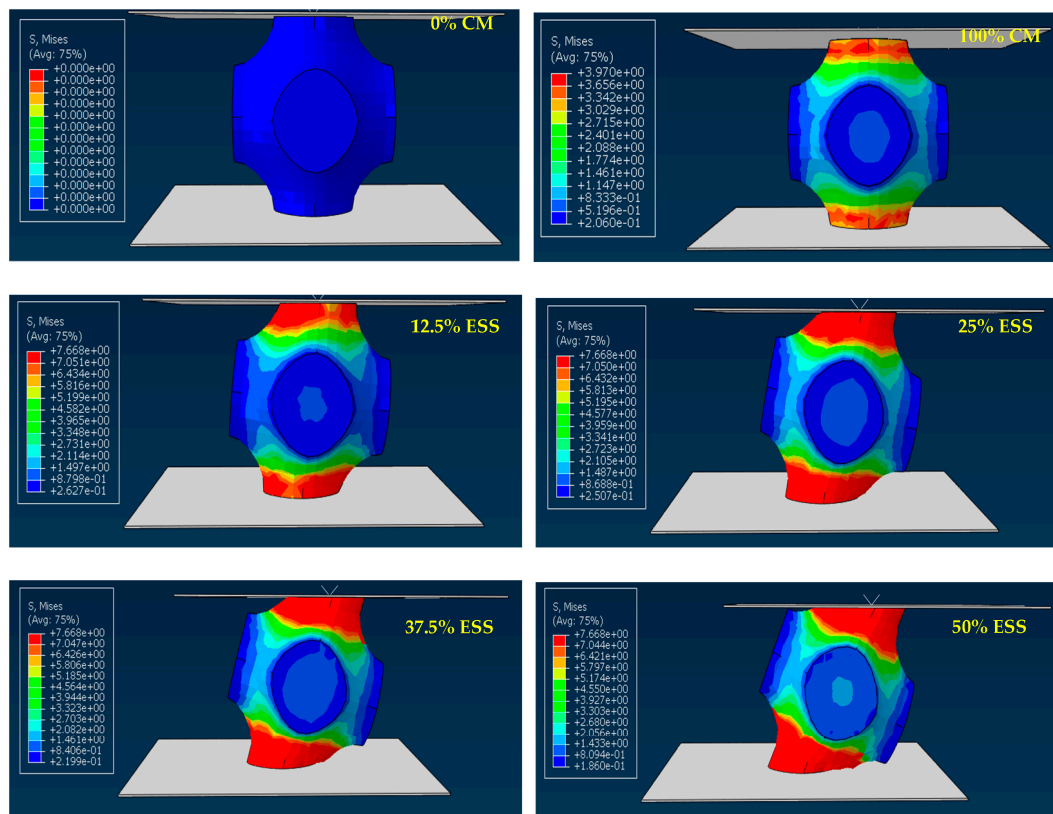 0% CM
S, Mises
(Avg: 75%)
+0.000e+00
+0.000e+00
+0.000e+00
+0.000e+00
+0.000e+00
+0.000e+00
+0.000e+00
+0.000e+00
+0.000e+00
+0.000e+00
+0.000e+00
+0.000e+00
+0.000e+00
100% CM
S, Mises
(Avg: 75%)
+3.970e+00
+3.656e+00
+3.342e+00
+3.029e+00
+2.715e+00
+2.401e+00
+2.088e+00
+1.774e+00
+1.461e+00
+1.147e+00
+8.333e-01
+5.196e-01
+2.060e-01
12.5% ESS
S, Mises
(Avg: 75%)
+7.668e+00
+7.051e+00
+6.434e+00
+5.816e+00
+5.199e+00
+4.582e+00
+3.965e+00
+3.348e+00
+2.731e+00
+2.114e+00
+1.497e+00
+8.798e-01
+2.627e-01
25% ESS
S, Mises
(Avg: 75%)
+7.668e+00
+7.050e+00
+6.432e+00
+5.813e+00
+5.195e+00
+4.577e+00
+3.959e+00
+3.341e+00
+2.723e+00
+2.105e+00
+1.487e+00
+8.688e-01
+2.507e-01
37.5% ESS
S, Mises
(Avg: 75%)
+7.668e+00
+7.047e+00
+6.426e+00
+5.806e+00
+5.185e+00
+4.564e+00
+3.944e+00
+3.323e+00
+2.703e+00
+2.082e+00
+1.461e+00
+8.406e-01
+2.199e-01
50% ESS
S, Mises
(Avg: 75%)
+7.668e+00
+7.044e+00
+6.421e+00
+5.797e+00
+5.174e+00
+4.550e+00
+3.927e+00
+3.303e+00
+2.680e+00
+2.056e+00
+1.433e+00
+8.094e-01
+1.860e-01